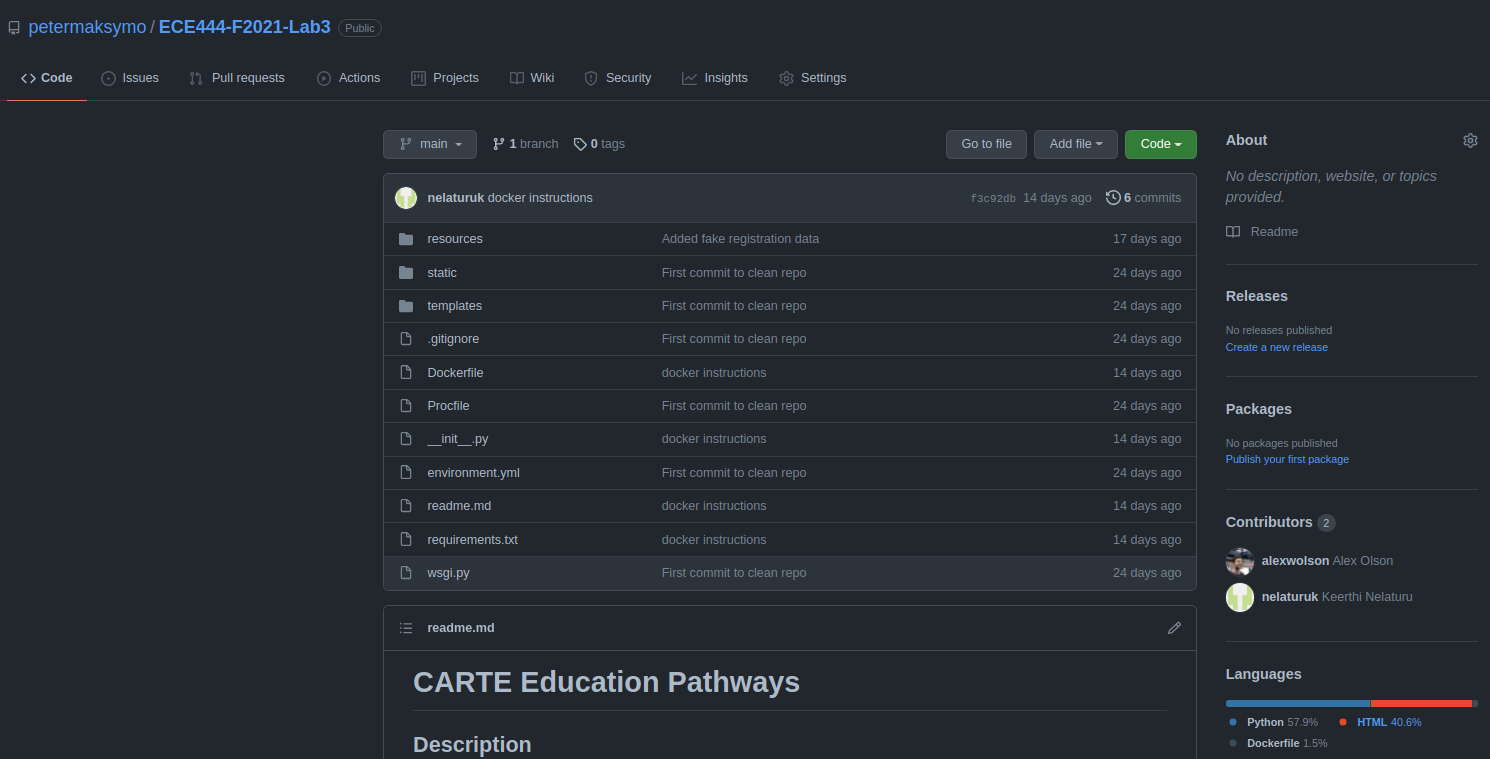 petermaksymo / ECE444-F2021-Lab3 Public
Code Issues Pull requests Actions Projects Wiki Security Insights Settings
main 1 branch 0 tags Go to file Add file Code
nelaturuk docker instructions f3c92db 14 days ago 6 commits
resources Added fake registration data 17 days ago
static First commit to clean repo 24 days ago
templates First commit to clean repo 24 days ago
.gitignore First commit to clean repo 24 days ago
Dockerfile docker instructions 14 days ago
Procfile First commit to clean repo 24 days ago
__init__.py docker instructions 14 days ago
environment.yml First commit to clean repo 24 days ago
readme.md docker instructions 14 days ago
requirements.txt docker instructions 14 days ago
wsgi.py First commit to clean repo 24 days ago
readme.md
CARTE Education Pathways
Description
About
No description, website, or topics
provided.
Readme
Releases
No releases published
Create a new release
Packages
No packages published
Publish your first package
Contributors 2
alexwolson Alex Olson
nelaturuk Keerthi Nelaturu
Languages
Python 57.9% HTML 40.6%
Dockerfile 1.5%